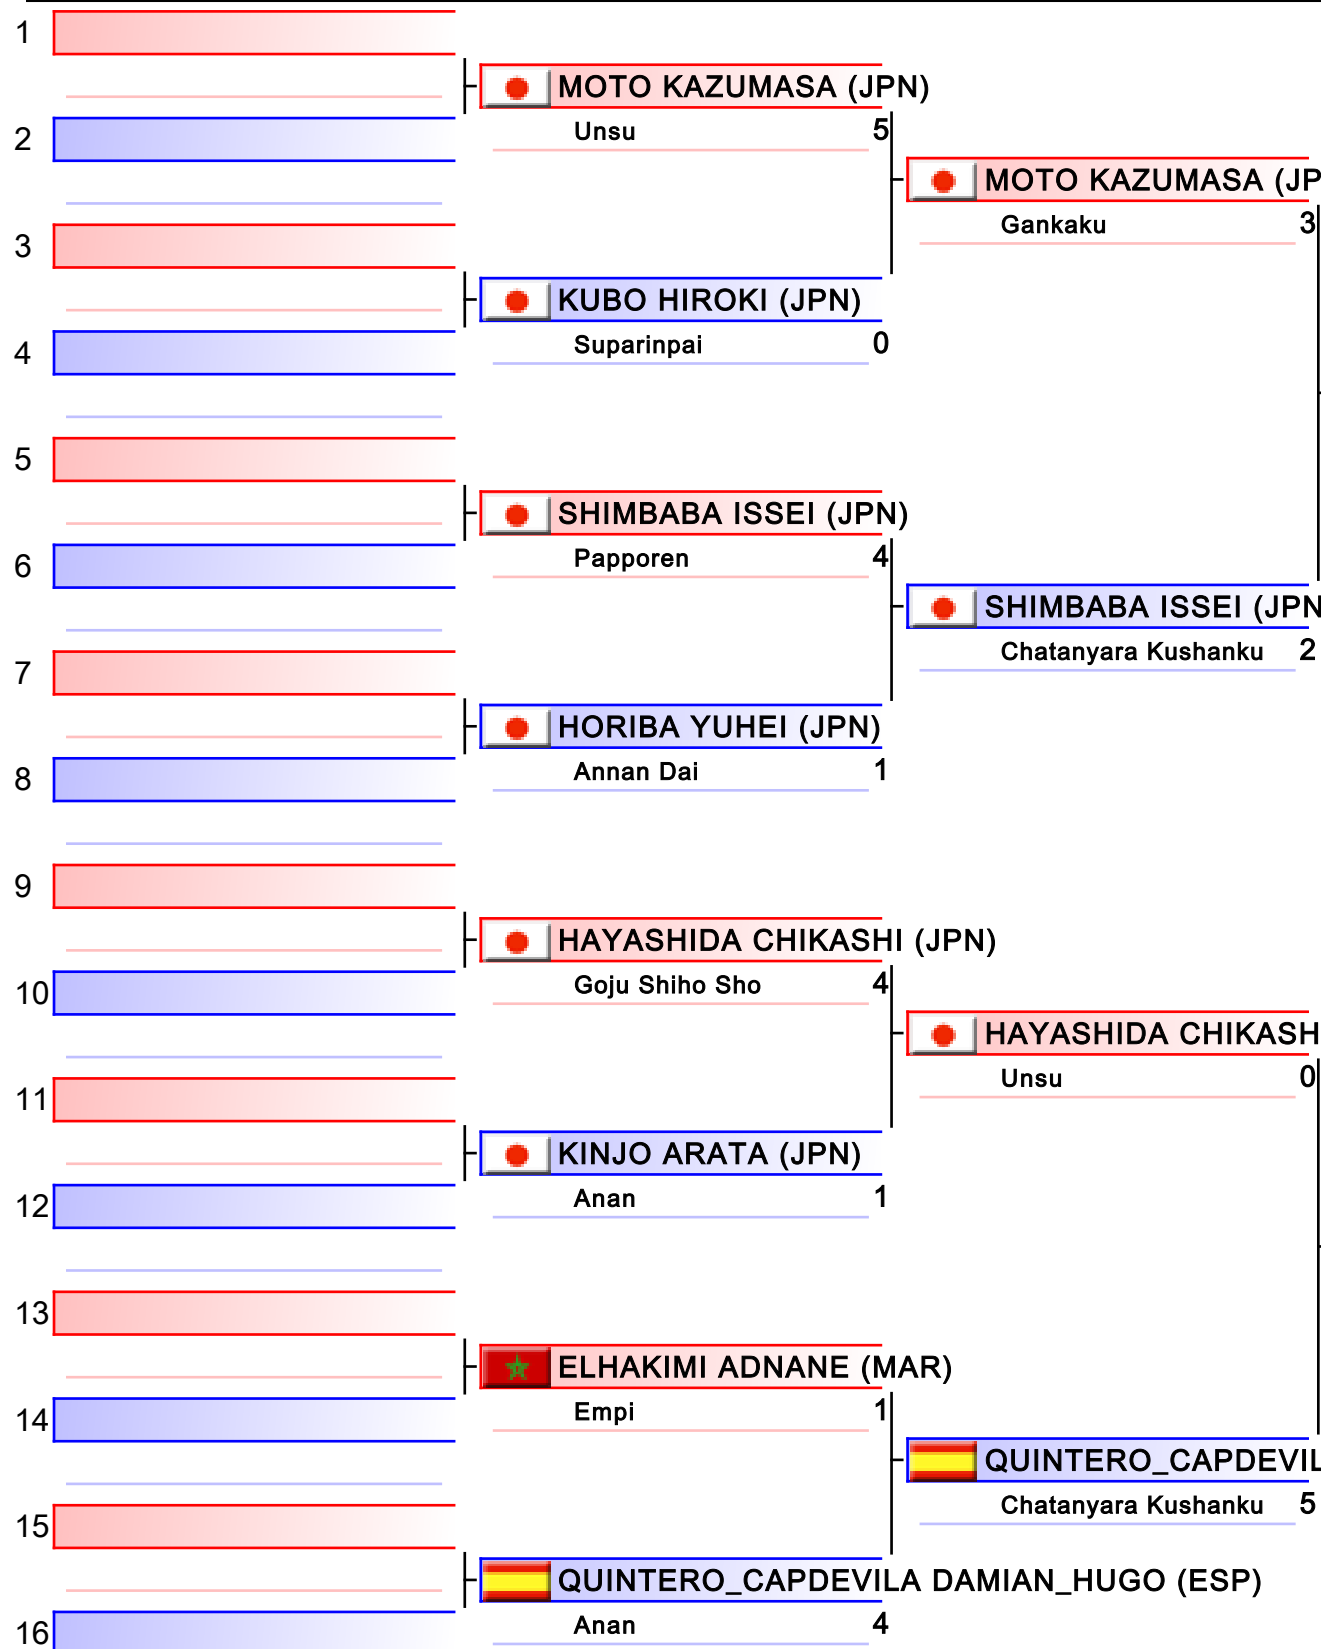 1
MOTO KAZUMASA (JPN)
Unsu 5
2
MOTO KAZUMASA (JP
Gankaku 3
3
KUBO HIROKI (JPN)
Suparinpai 0
4
5
SHIMBABA ISSEI (JPN)
Papporen 4
6
SHIMBABA ISSEI (JPN
Chatanyara Kushanku 2
7
HORIBA YUHEI (JPN)
Annan Dai 1
8
9
HAYASHIDA CHIKASHI (JPN)
Goju Shiho Sho 4
10
HAYASHIDA CHIKASH
Unsu 0
11
KINJO ARATA (JPN)
Anan 1
12
13
ELHAKIMI ADNANE (MAR)
Empi 1
14
QUINTERO_CAPDEVIL
Chatanyara Kushanku 5
15
QUINTERO_CAPDEVILA DAMIAN_HUGO (ESP)
Anan 4
16